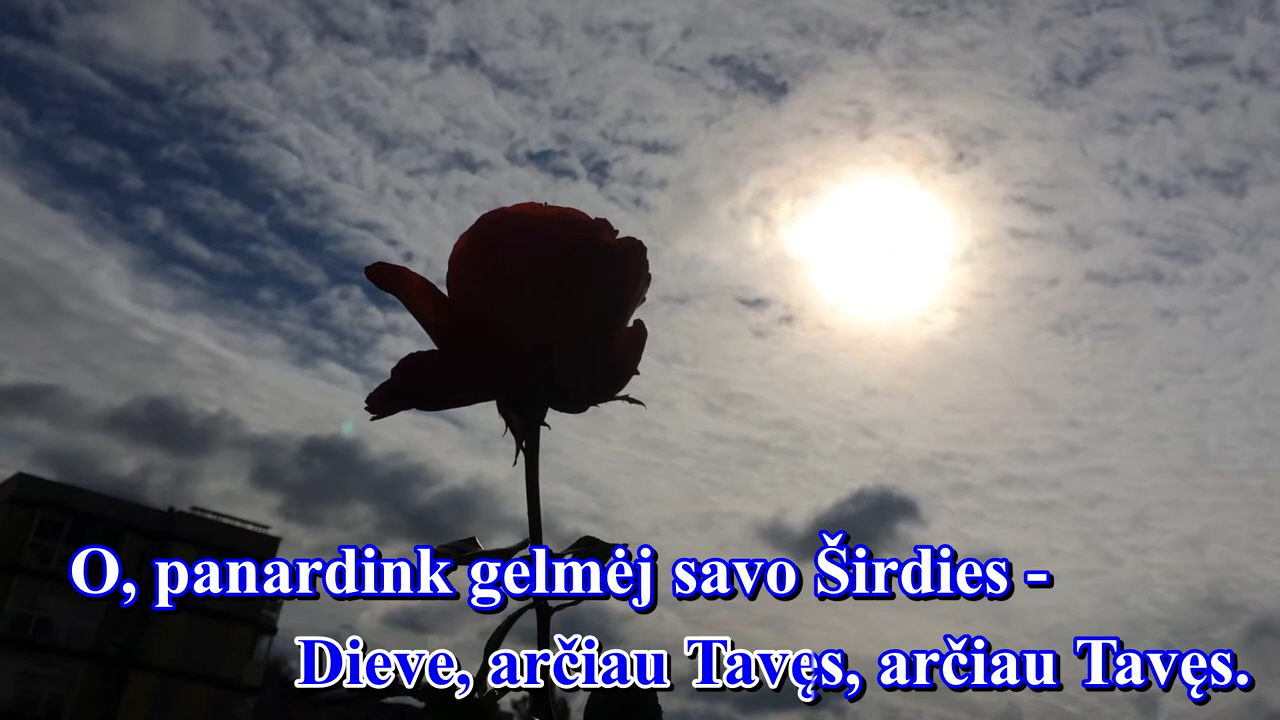 O, panardink gelmėj savo Širdies -
Dieve, arčiau Tavęs, arčiau Tavęs.